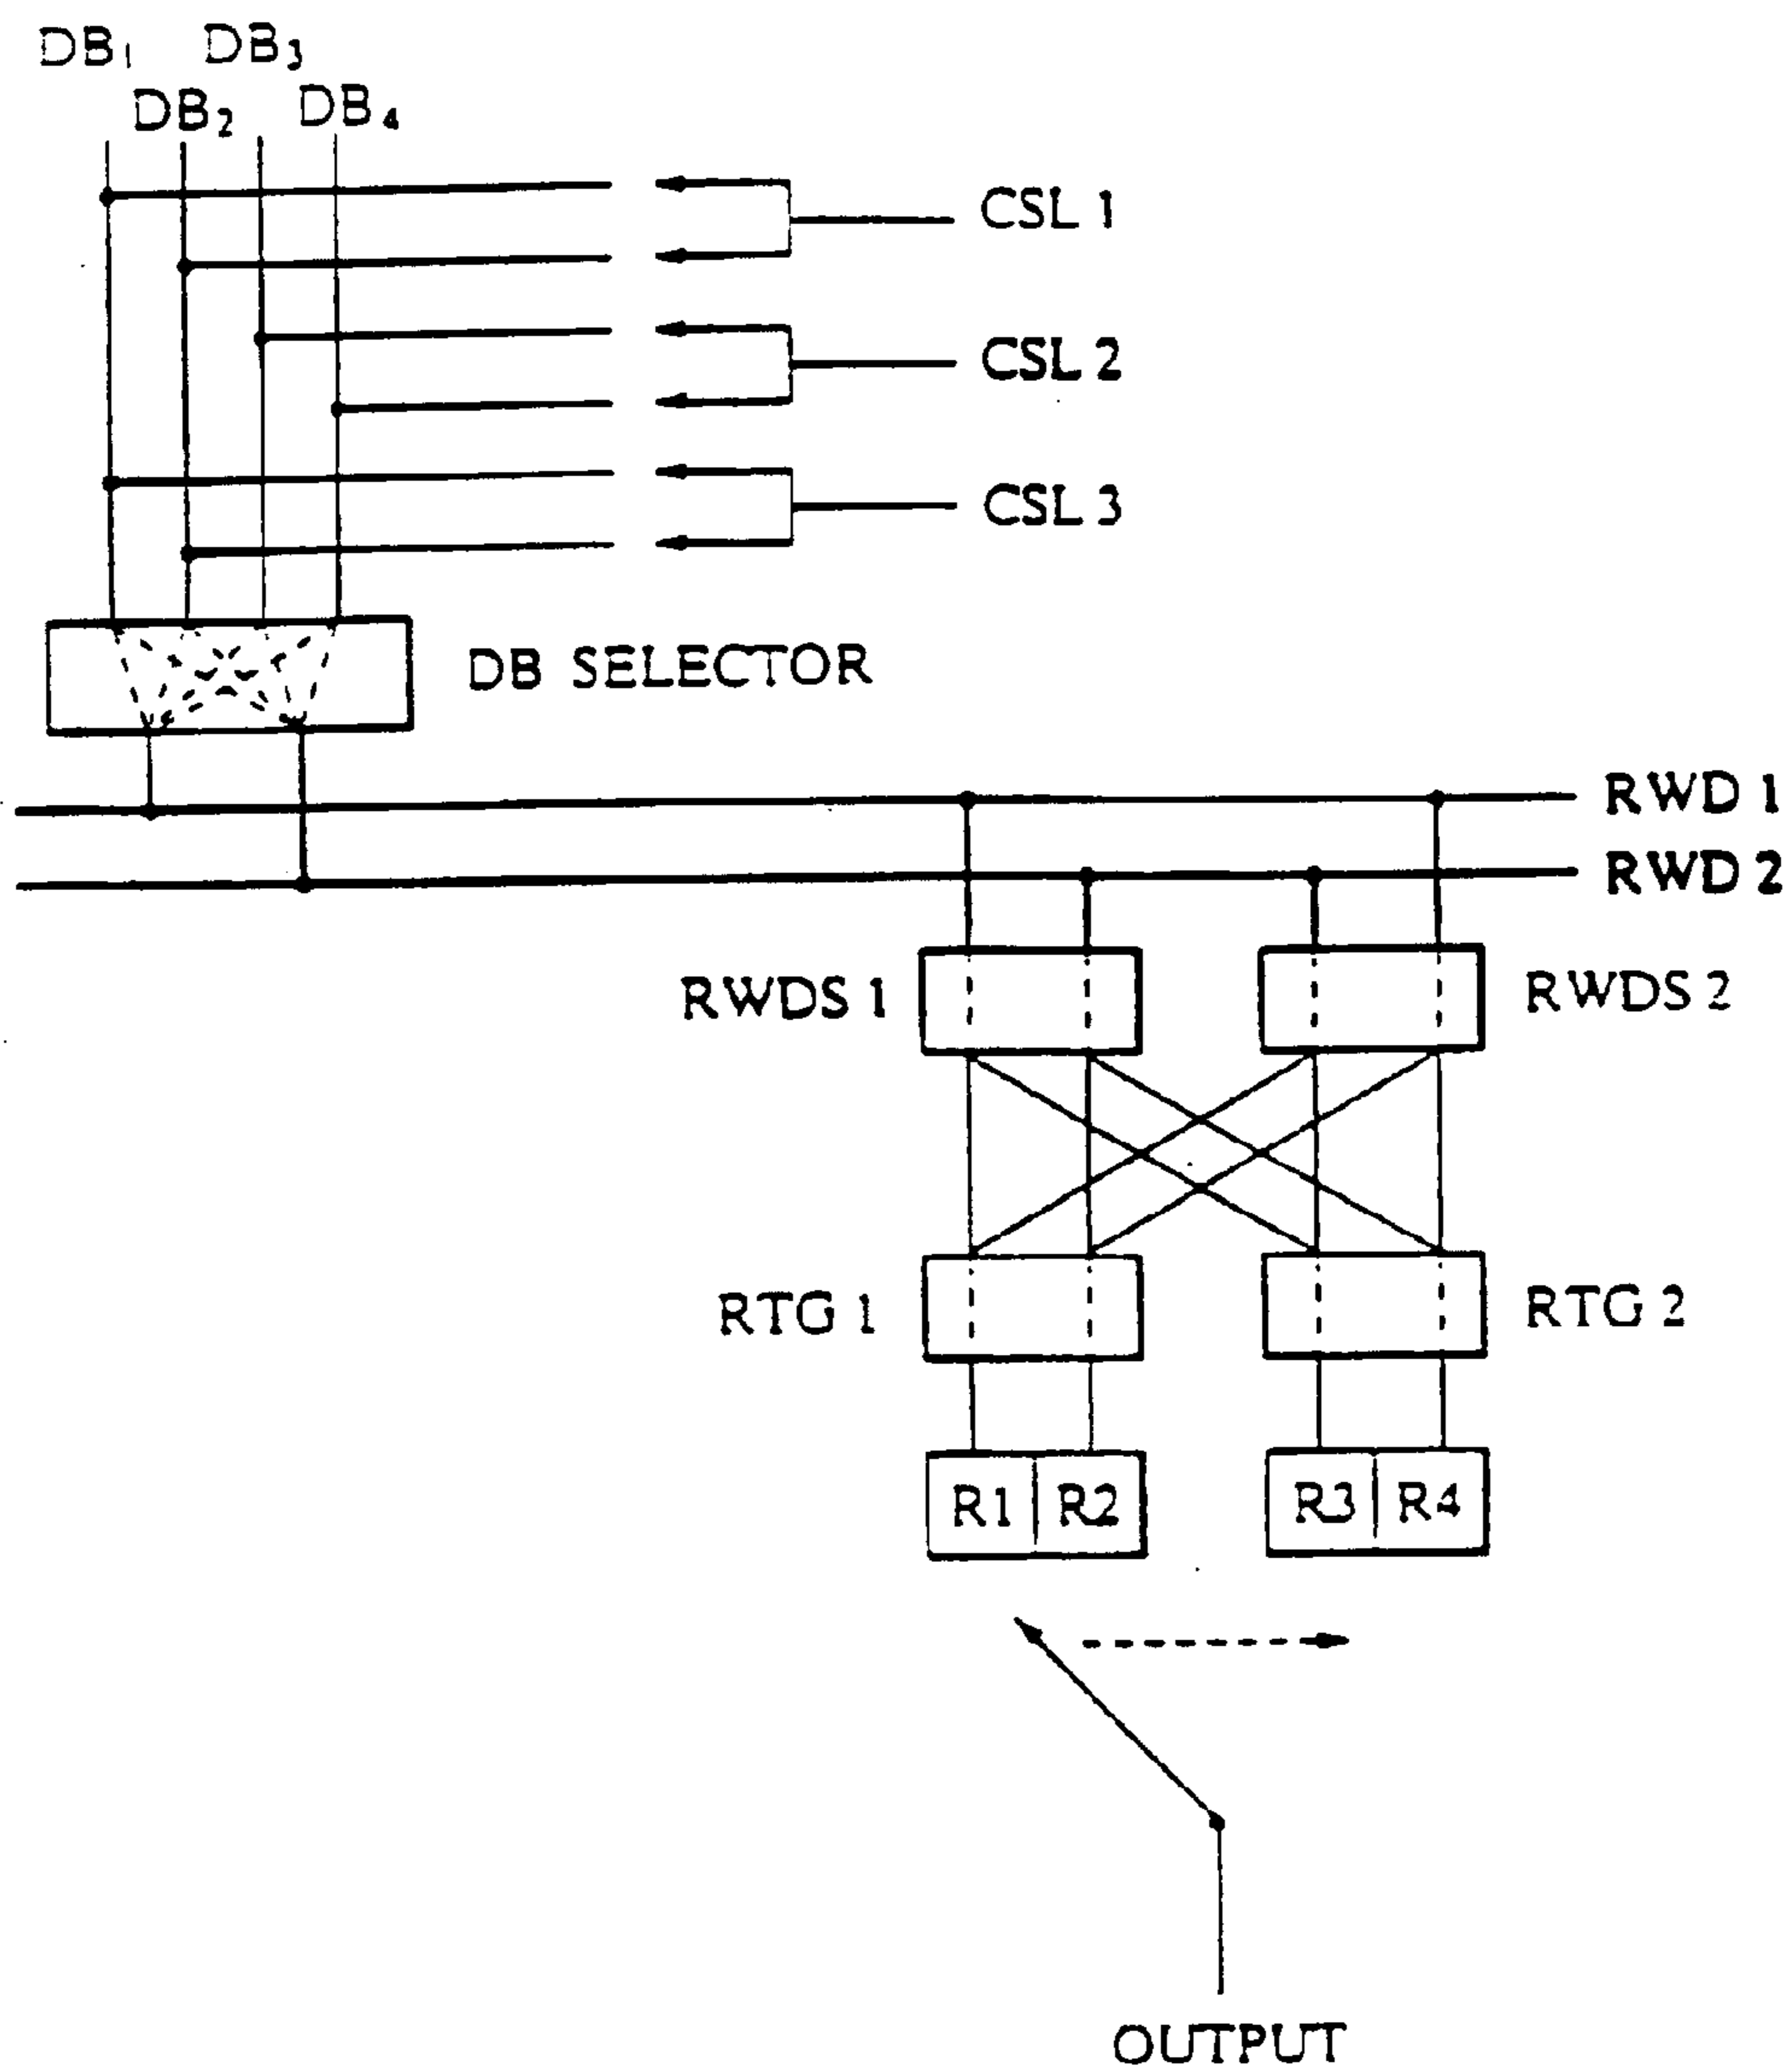 DB₁ DB₃
DB₂ DB₄
CSL 1
CSL 2
CSL 3
DB SELECTOR
RWD 1
RWD 2
RWDS 1 RWDS 2
RTG 1 RTG 2
R1 R2 R3 R4
OUTPUT